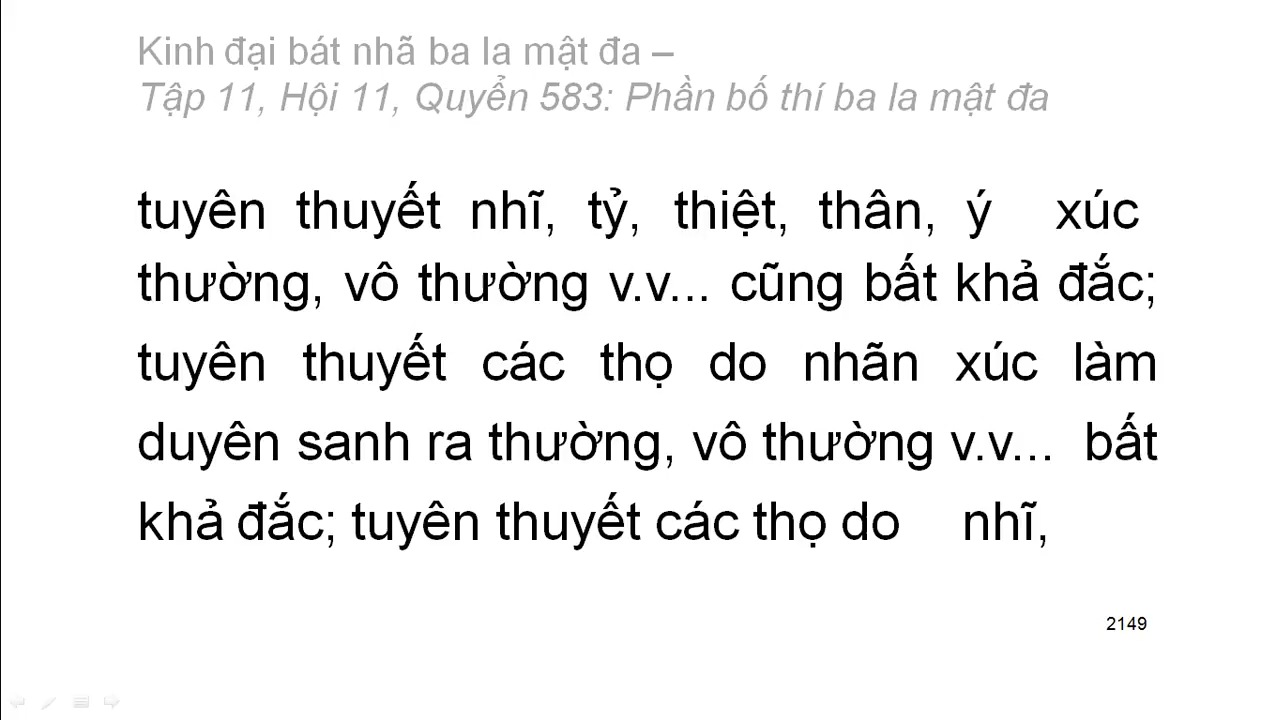 Kinh đại bát nhã ba la mật đa –
Tập 11, Hội 11, Quyển 583: Phần bố thí ba la mật đa
tuyên thuyết nhĩ, tỷ, thiệt, thân, ý xúc
thường, vô thường v.v... cũng bất khả đắc;
tuyên thuyết các thọ do nhãn xúc làm
duyên sanh ra thường, vô thường v.v... bất
khả đắc; tuyên thuyết các thọ do nhĩ,
2149